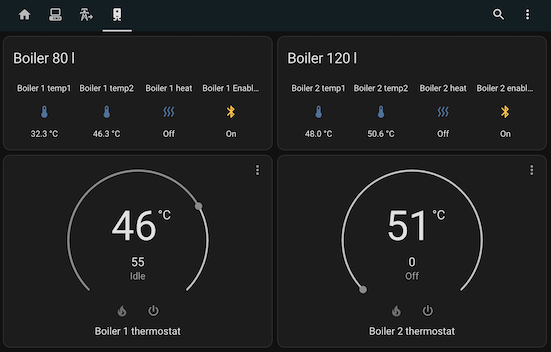 Boiler 80 l
Boiler 1 temp1 Boiler 1 temp2 Boiler 1 heat Boiler 1 Enabl...
32.3 °C 46.3 °C Off On
Boiler 120 l
Boiler 2 temp1 Boiler 2 temp2 Boiler 2 heat Boiler 2 enab...
48.0 °C 50.6 °C Off On
46 °C
55
Idle
Boiler 1 thermostat
51 °C
0
Off
Boiler 2 thermostat